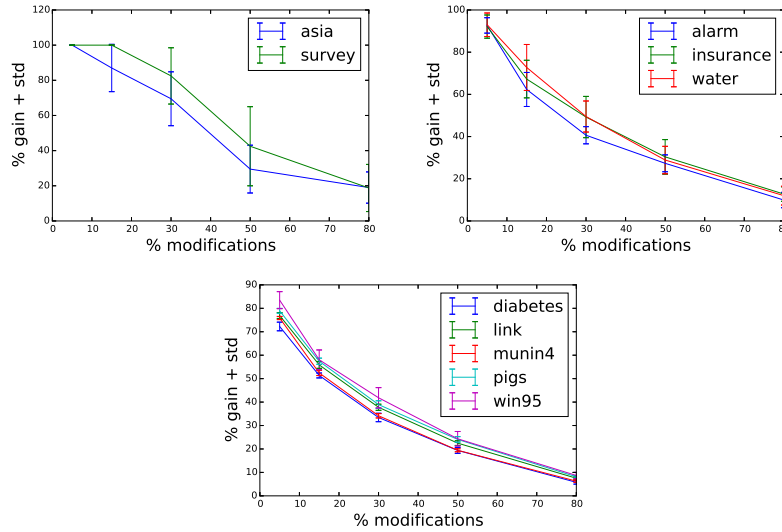 120
100
80
60
40
20
0
% gain + std
0 10 20 30 40 50 60 70 80
% modifications
asia
survey
100
80
60
40
20
0
% gain + std
0 10 20 30 40 50 60 70 80
% modifications
alarm
insurance
water
90
80
70
60
50
40
30
20
10
0
% gain + std
0 10 20 30 40 50 60 70 80
% modifications
diabetes
link
munin4
pigs
win95